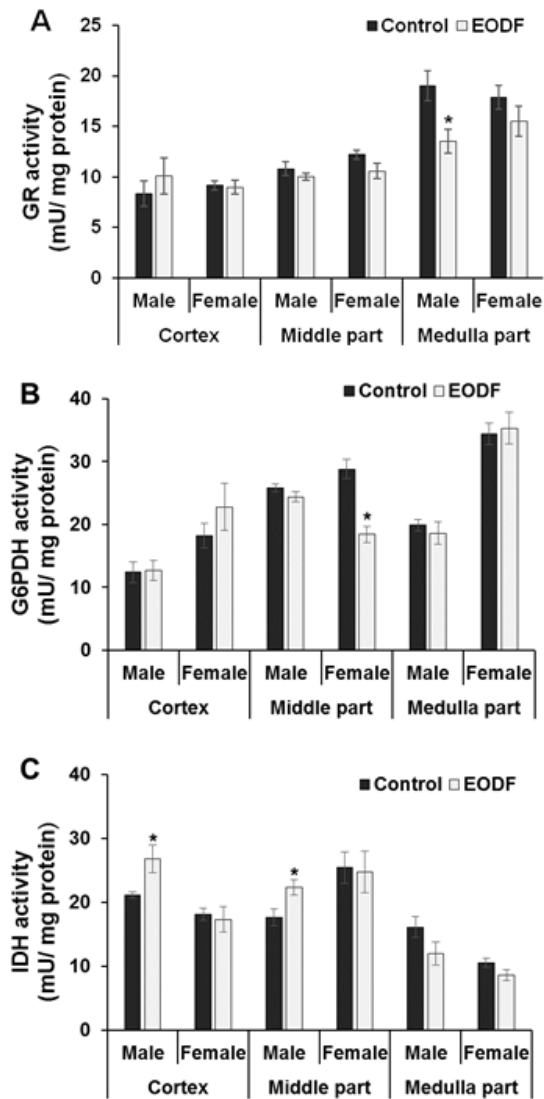 A
Control EODF
GR activity
(mU/ mg protein)
25
20
15
10
5
0
*
Male Female Male Female Male Female
Cortex Middle part Medulla part
B
Control EODF
G6PDH activity
(mU/ mg protein)
40
30
20
10
0
*
Male Female Male Female Male Female
Cortex Middle part Medulla part
C
Control EODF
IDH activity
(mU/ mg protein)
40
30
20
10
0
* *
Male Female Male Female Male Female
Cortex Middle part Medulla part